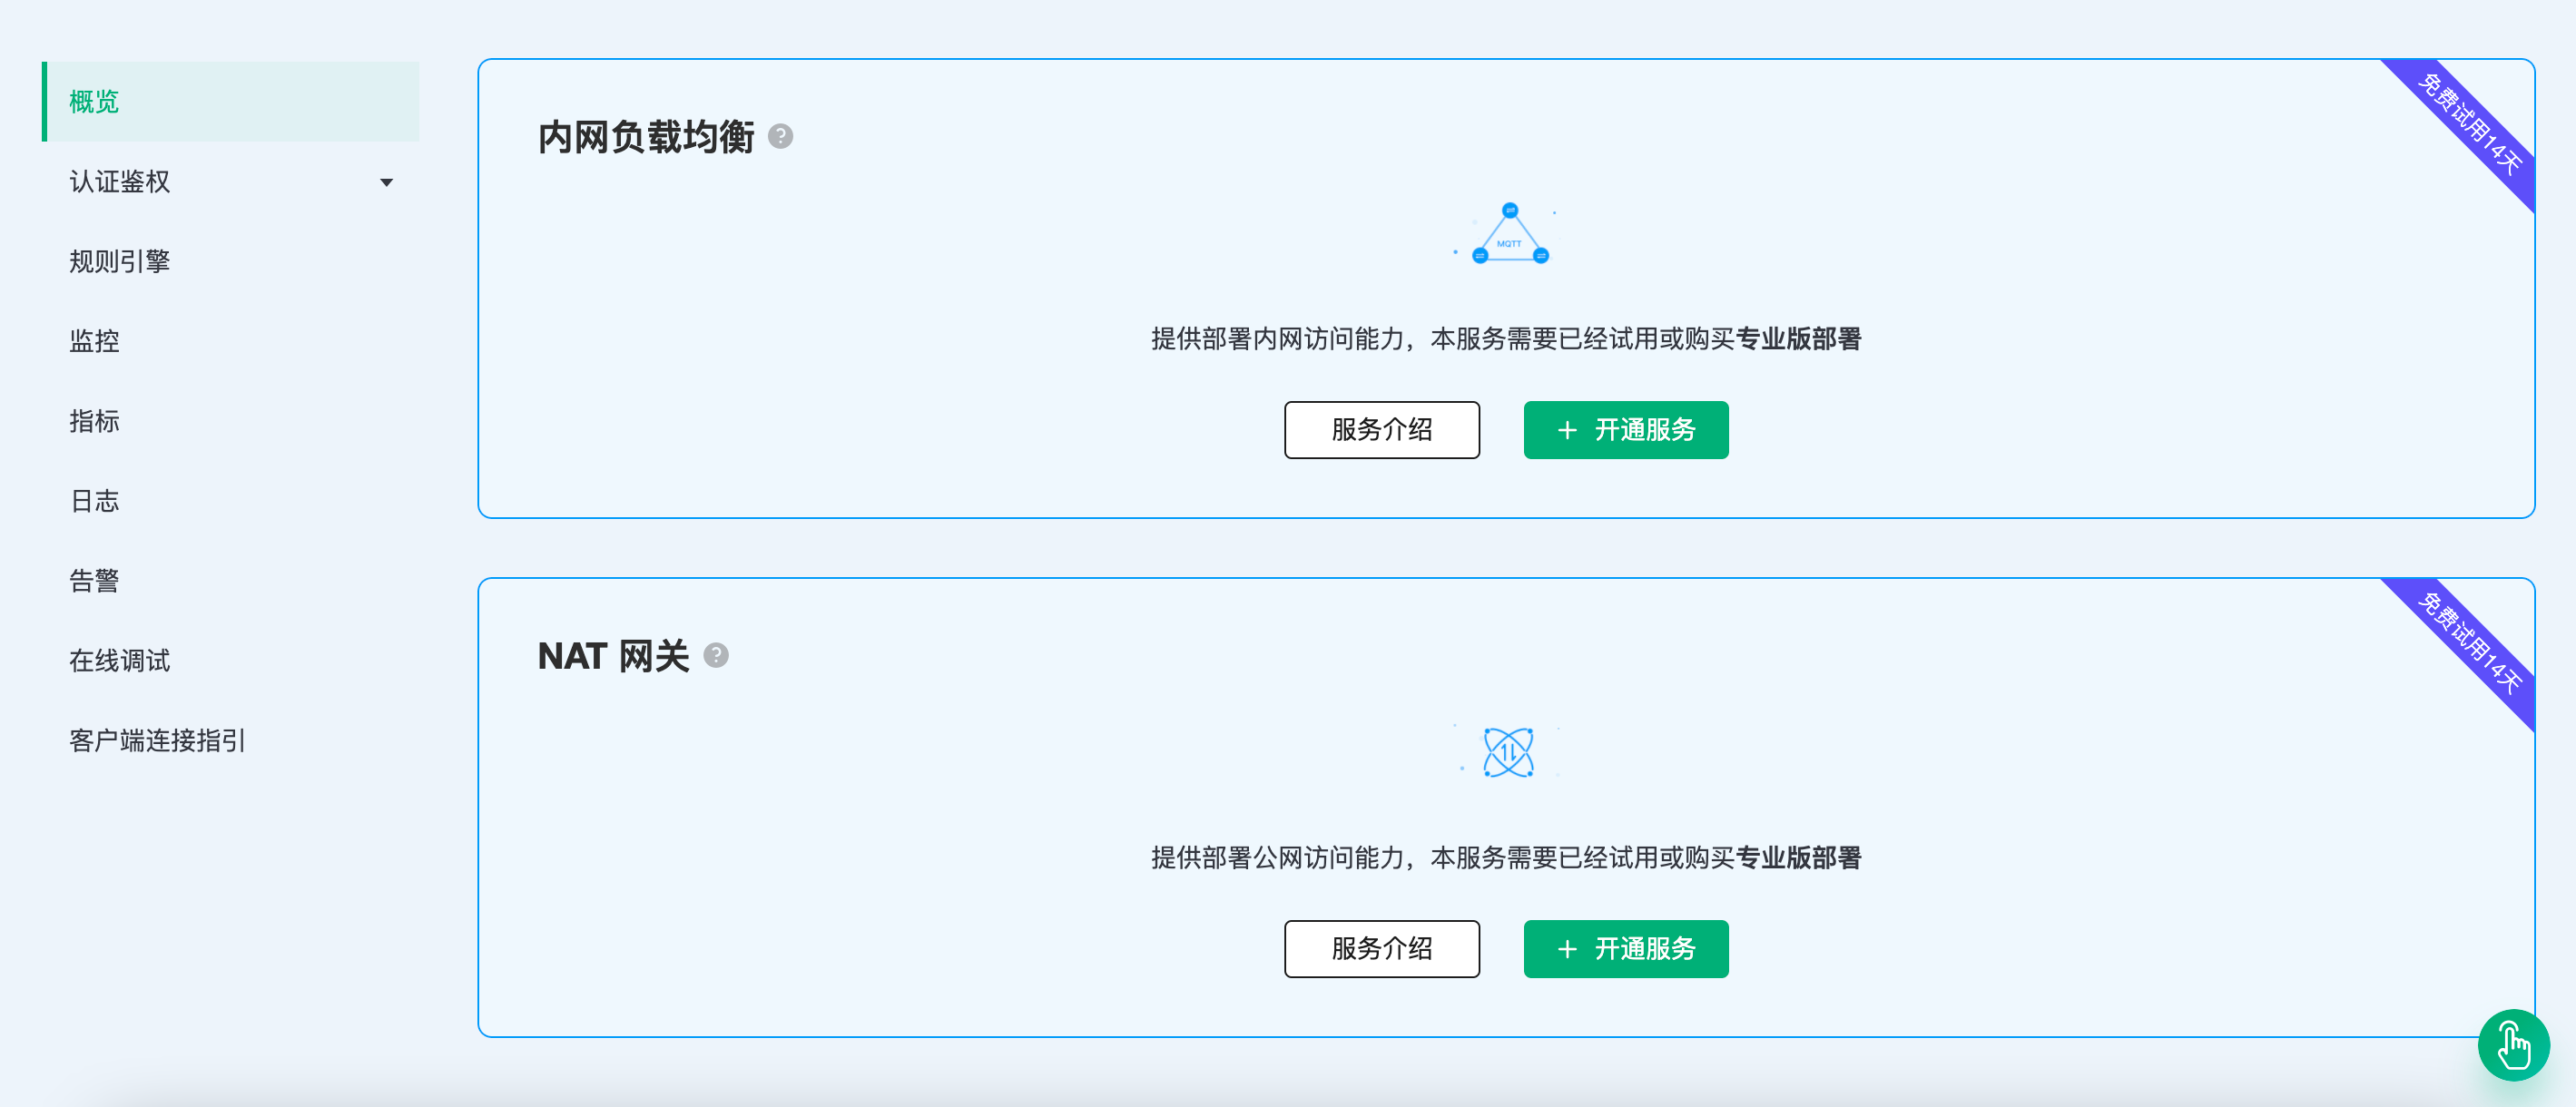 概览
认证鉴权
规则引擎
监控
指标
日志
告警
在线调试
客户端连接指引
内网负载均衡 ?
免费试用14天
MQTT
提供部署内网访问能力，本服务需要已经试用或购买专业版部署
服务介绍
+ 开通服务
NAT 网关 ?
免费试用14天
提供部署公网访问能力，本服务需要已经试用或购买专业版部署
服务介绍
+ 开通服务